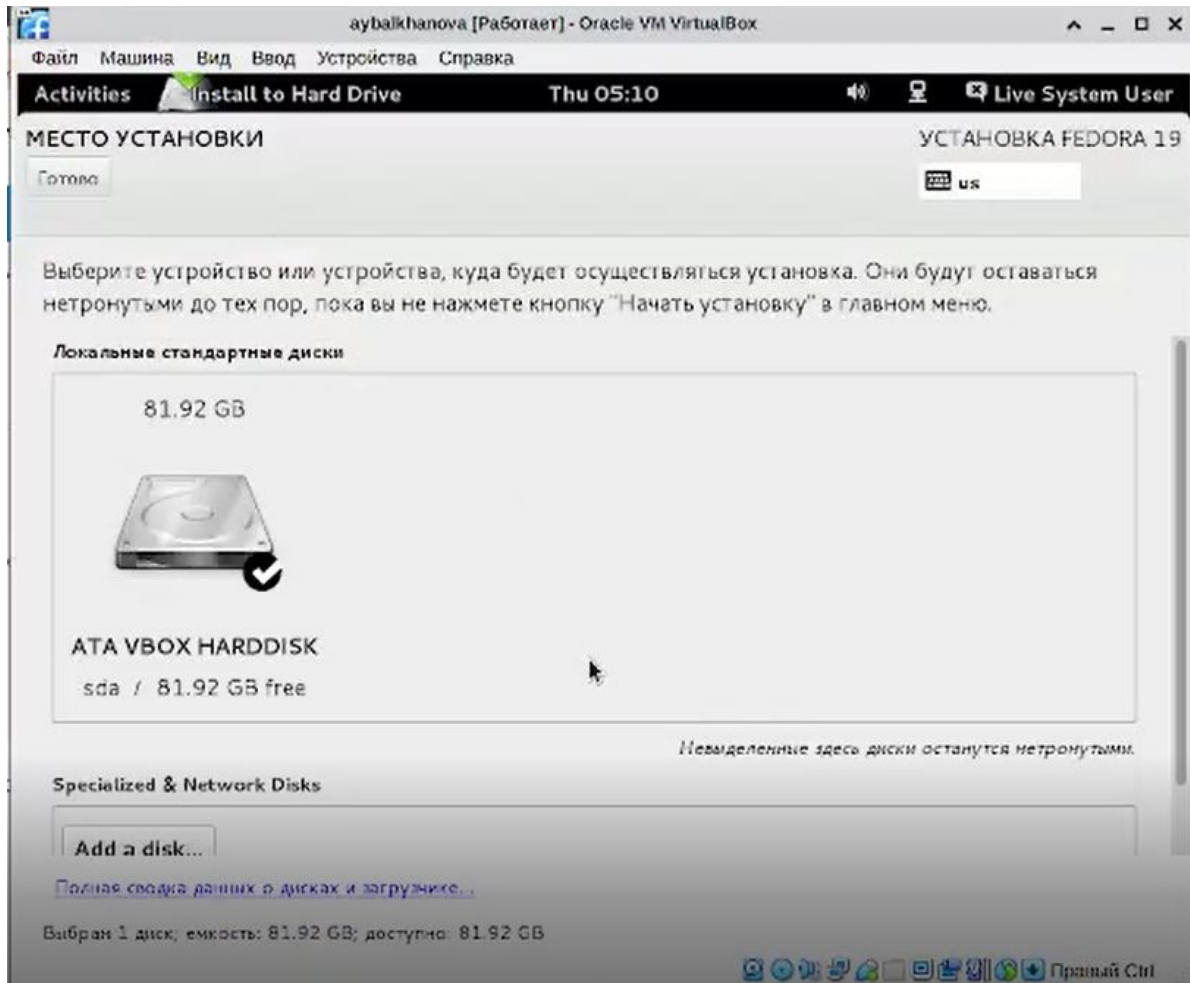 aybalkhanova [Работает] - Oracle VM VirtualBox
Файл Машина Вид Ввод Устройства Справка
Activities Install to Hard Drive Thu 05:10 Live System User
МЕСТО УСТАНОВКИ
УСТАНОВКА FEDORA 19
Готово
us
Выберите устройство или устройства, куда будет осуществляться установка. Они будут оставаться
нетронутыми до тех пор, пока вы не нажмете кнопку "Начать установку" в главном меню.
Локальные стандартные диски
81.92 GB
ATA VBOX HARDDISK
sda / 81.92 GB free
Невыделенные здесь диски останутся нетронутыми.
Specialized & Network Disks
Add a disk...
Полная сводка данных о дисках и загрузчике...
Выбран 1 диск; емкость: 81.92 GB; доступно: 81.92 GB
Правый Ctrl